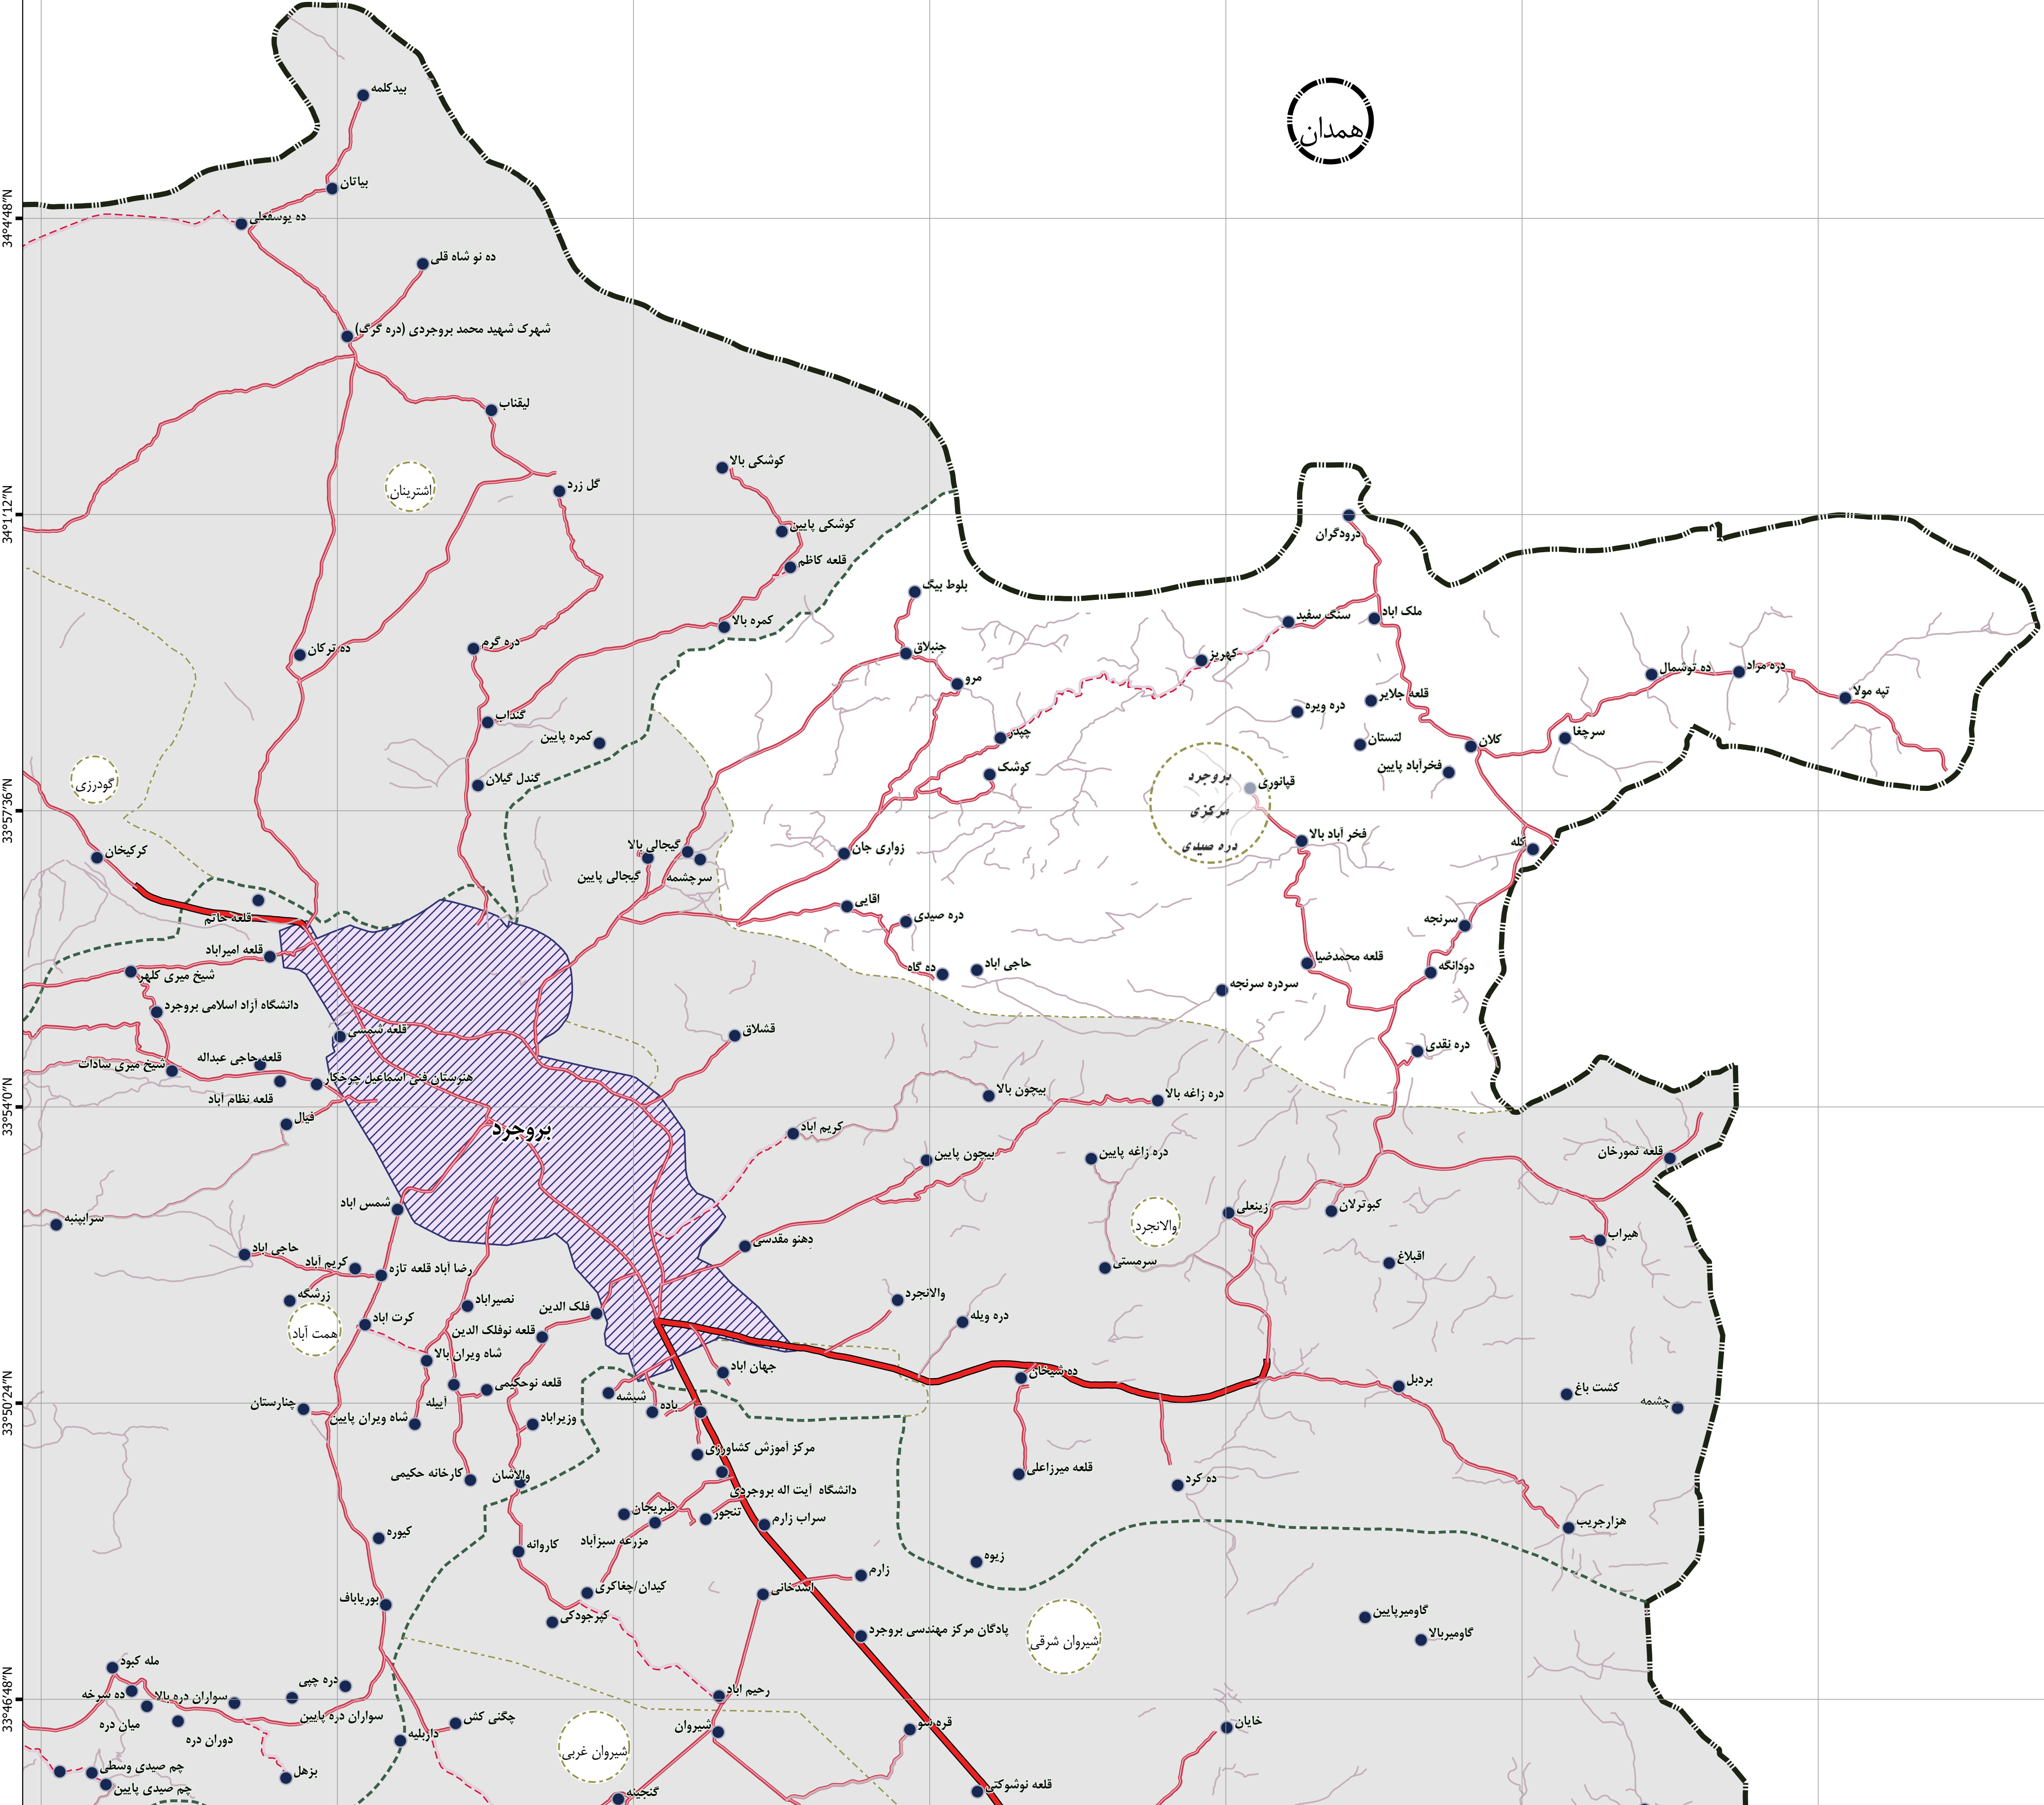 همدان
بیدکلمه
بیاتان
34°4'48"N
ده یوسفعلی
ده نو شاه قلی
شهرک شهید محمد بروجردی (دره گرگ)
لیقناب
کوشکی بالا
اشترینان
گل زرد
34°1'12"N
کوشکی پایین
درودگران
قلعه کاظم
بلوط بیگ
سنگ سفید
ملک اباد
کمره بالا
ده ترکان
دره گرم
جنبلاق
کهریز
ده توشمال
دره مراد
مرو
تپه مولا
قلعه جلایر
دره ویره
گنداب
کمره پایین
چپدر
لتستان
کلان
سرچغا
گودرزی
کوشک
فخرآباد پایین
بروجرد
گندل گیلان
قپانوری
33°57'36"N
مرکزی
دره صیدی
فخر آباد بالا
کرکیخان
گیجالی بالا
زواری جان
کله
گیجالی پایین
سرچشمه
قلعه حاتم
اقایی
دره صیدی
سرنجه
قلعه امیراباد
شیخ میری کلهر
ده گاه
حاجی اباد
قلعه محمدضیا
دودانگه
سردره سرنجه
دانشگاه آزاد اسلامی بروجرد
قلعه شمسی
قشلاق
دره نقدی
قلعه حاجی عبداله
شیخ میری سادات
هنرستان فنی اسماعیل چرخکار
قلعه نظام آباد
بیچون بالا
دره زاغه بالا
33°54'0"N
فیال
بروجرد
کریم اباد
بیچون پایین
دره زاغه پایین
قلعه ثمورخان
شمس اباد
سرابپنبه
والانجرد
زینعلی
کبوترلان
حاجی اباد
دهنو مقدسی
هیراب
کریم آباد
رضا آباد قلعه تازه
سرمستی
اقبلاغ
زرشگه
نصیراباد
فلک الدین
والانجرد
همت آباد
کرت اباد
قلعه نوفلک الدین
دره ویله
شاه ویران بالا
جهان اباد
ده شیخان
قلعه نوحکیمی
شیشه
بردبل
کشت باغ
33°50'24"N
چنارستان
آبیله
شاه ویران پایین
باده
چشمه
وزیراباد
مرکز آموزش کشاورزی
کارخانه حکیمی
والاشان
قلعه میرزاعلی
ده کرد
دانشگاه آیت اله بروجردی
طبریجان
تنجور
سراب زارم
هزارجریب
کپوره
کاروانه
مزرعه سبزآباد
زیوه
زارم
کیدان/چغاکری
اسدخانی
بوریاباف
کپرجودکی
گاومیرپایین
شیروان شرقی
پادگان مرکز مهندسی بروجرد
گاومیربالا
مله کبود
دره چپی
رحیم اباد
ده سرخه
سواران دره بالا
33°46'48"N
میان دره
سواران دره پایین
چگنی کش
شیروان
قره سو
خایان
دوران دره
داربلبه
شیروان غربی
چم صیدی وسطی
بزهل
چم صیدی پایین
گنجینه
قلعه نوشوکتی